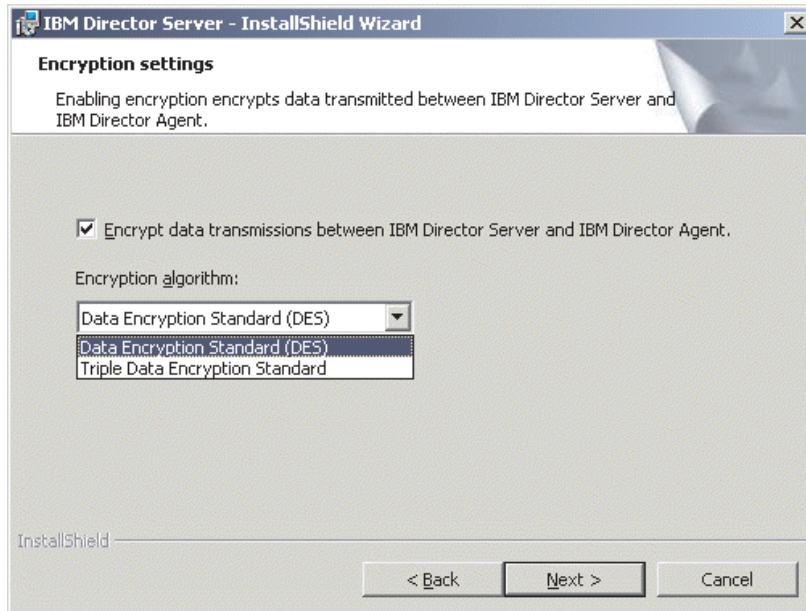 IBM Director Server - InstallShield Wizard
Encryption settings
Enabling encryption encrypts data transmitted between IBM Director Server and
IBM Director Agent.
Encrypt data transmissions between IBM Director Server and IBM Director Agent.
Encryption algorithm:
Data Encryption Standard (DES)
Data Encryption Standard (DES)
Triple Data Encryption Standard
InstallShield
< Back
Next >
Cancel